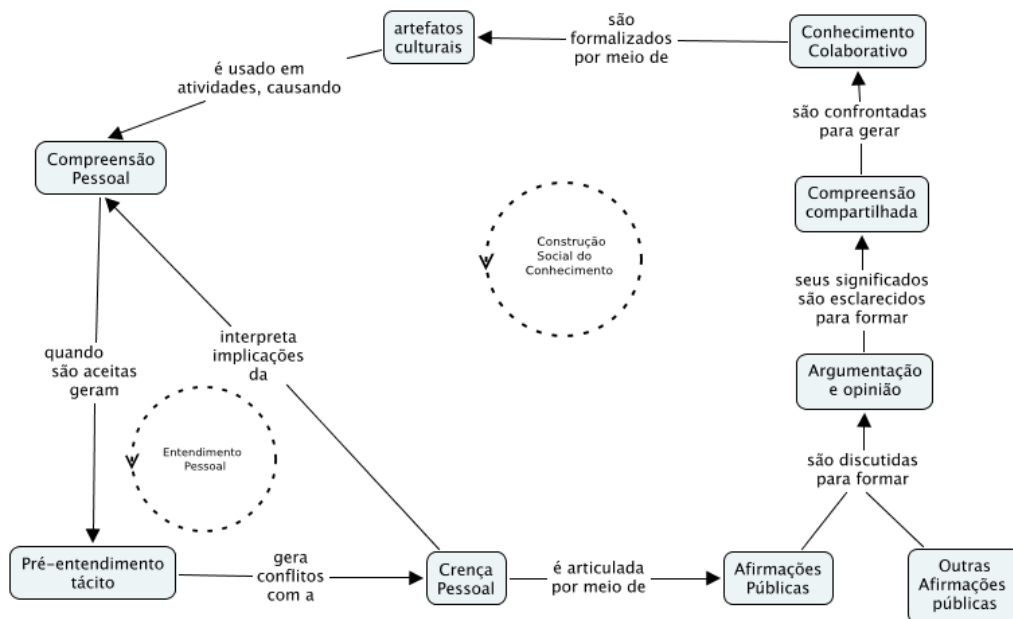 artefatos
culturais
são
formalizados
por meio de
Conhecimento
Colaborativo
é usado em
atividades, causando
são confrontadas
para gerar
Compreensão
Pessoal
Compreensão
compartilhada
Construção
Social do
Conhecimento
seus significados
são esclarecidos
para formar
interpreta
implicações
da
quando
são aceitas
geram
Argumentação
e opinião
Entendimento
Pessoal
são discutidas
para formar
Pré-entendimento
tácito
gera
conflitos
com a
Crença
Pessoal
é articulada
por meio de
Afirmações
Públicas
Outras
Afirmações
públicas